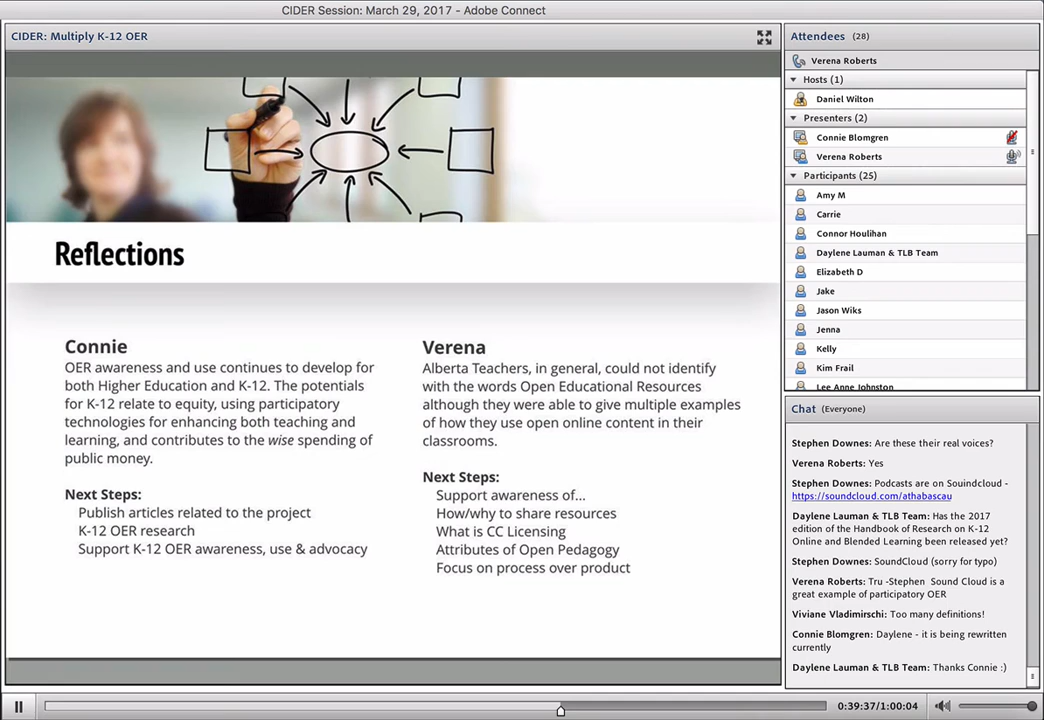 CIDER Session: March 29, 2017 - Adobe Connect
CIDER: Multiply K-12 OER
Reflections
Connie
OER awareness and use continues to develop for
both Higher Education and K-12. The potentials
for K-12 relate to equity, using participatory
technologies for enhancing both teaching and
learning, and contributes to the wise spending of
public money.
Next Steps:
Publish articles related to the project
K-12 OER research
Support K-12 OER awareness, use & advocacy
Verena
Alberta Teachers, in general, could not identify
with the words Open Educational Resources
although they were able to give multiple examples
of how they use open online content in their
classrooms.
Next Steps:
Support awareness of...
How/why to share resources
What is CC Licensing
Attributes of Open Pedagogy
Focus on process over product
Attendees (28)
Verena Roberts
Hosts (1)
Daniel Wilton
Presenters (2)
Connie Blomgren
Verena Roberts
Participants (25)
Amy M
Carrie
Connor Houlihan
Daylene Lauman & TLB Team
Elizabeth D
Jake
Jason Wiks
Jenna
Kelly
Kim Frail
Lee Anne Johnston
Chat (Everyone)
Stephen Downes: Are these their real voices?
Verena Roberts: Yes
Stephen Downes: Podcasts are on Souindcloud -
https://soundcloud.com/athabascau
Daylene Lauman & TLB Team: Has the 2017
edition of the Handbook of Research on K-12
Online and Blended Learning been released yet?
Stephen Downes: SoundCloud (sorry for typo)
Verena Roberts: Tru -Stephen Sound Cloud is a
great example of participatory OER
Viviane Vladimirschi: Too many definitions!
Connie Blomgren: Daylene - it is being rewritten
currently
Daylene Lauman & TLB Team: Thanks Connie :)
0:39:37/1:00:04